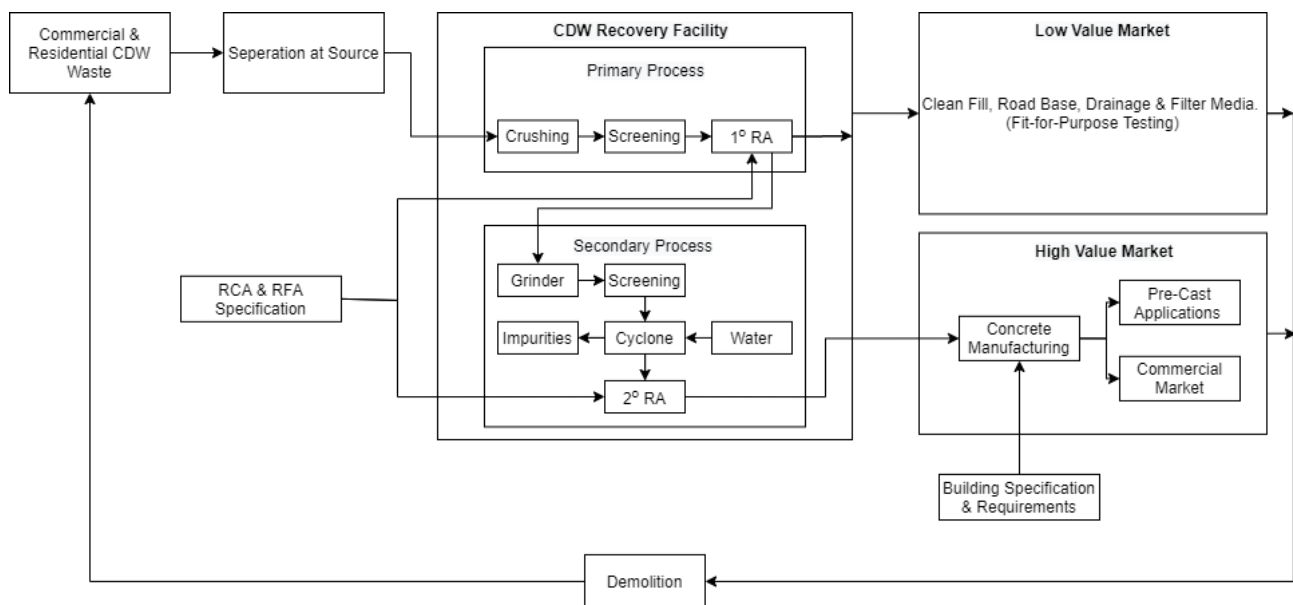 Commercial &
Residential CDW
Waste
Seperation at Source
CDW Recovery Facility
Primary Process
Crushing
Screening
1º RA
Low Value Market
Clean Fill, Road Base, Drainage & Filter Media.
(Fit-for-Purpose Testing)
RCA & RFA
Specification
Secondary Process
Grinder
Screening
Impurities
Cyclone
Water
2º RA
High Value Market
Concrete
Manufacturing
Pre-Cast
Applications
Commercial
Market
Building Specification
& Requirements
Demolition